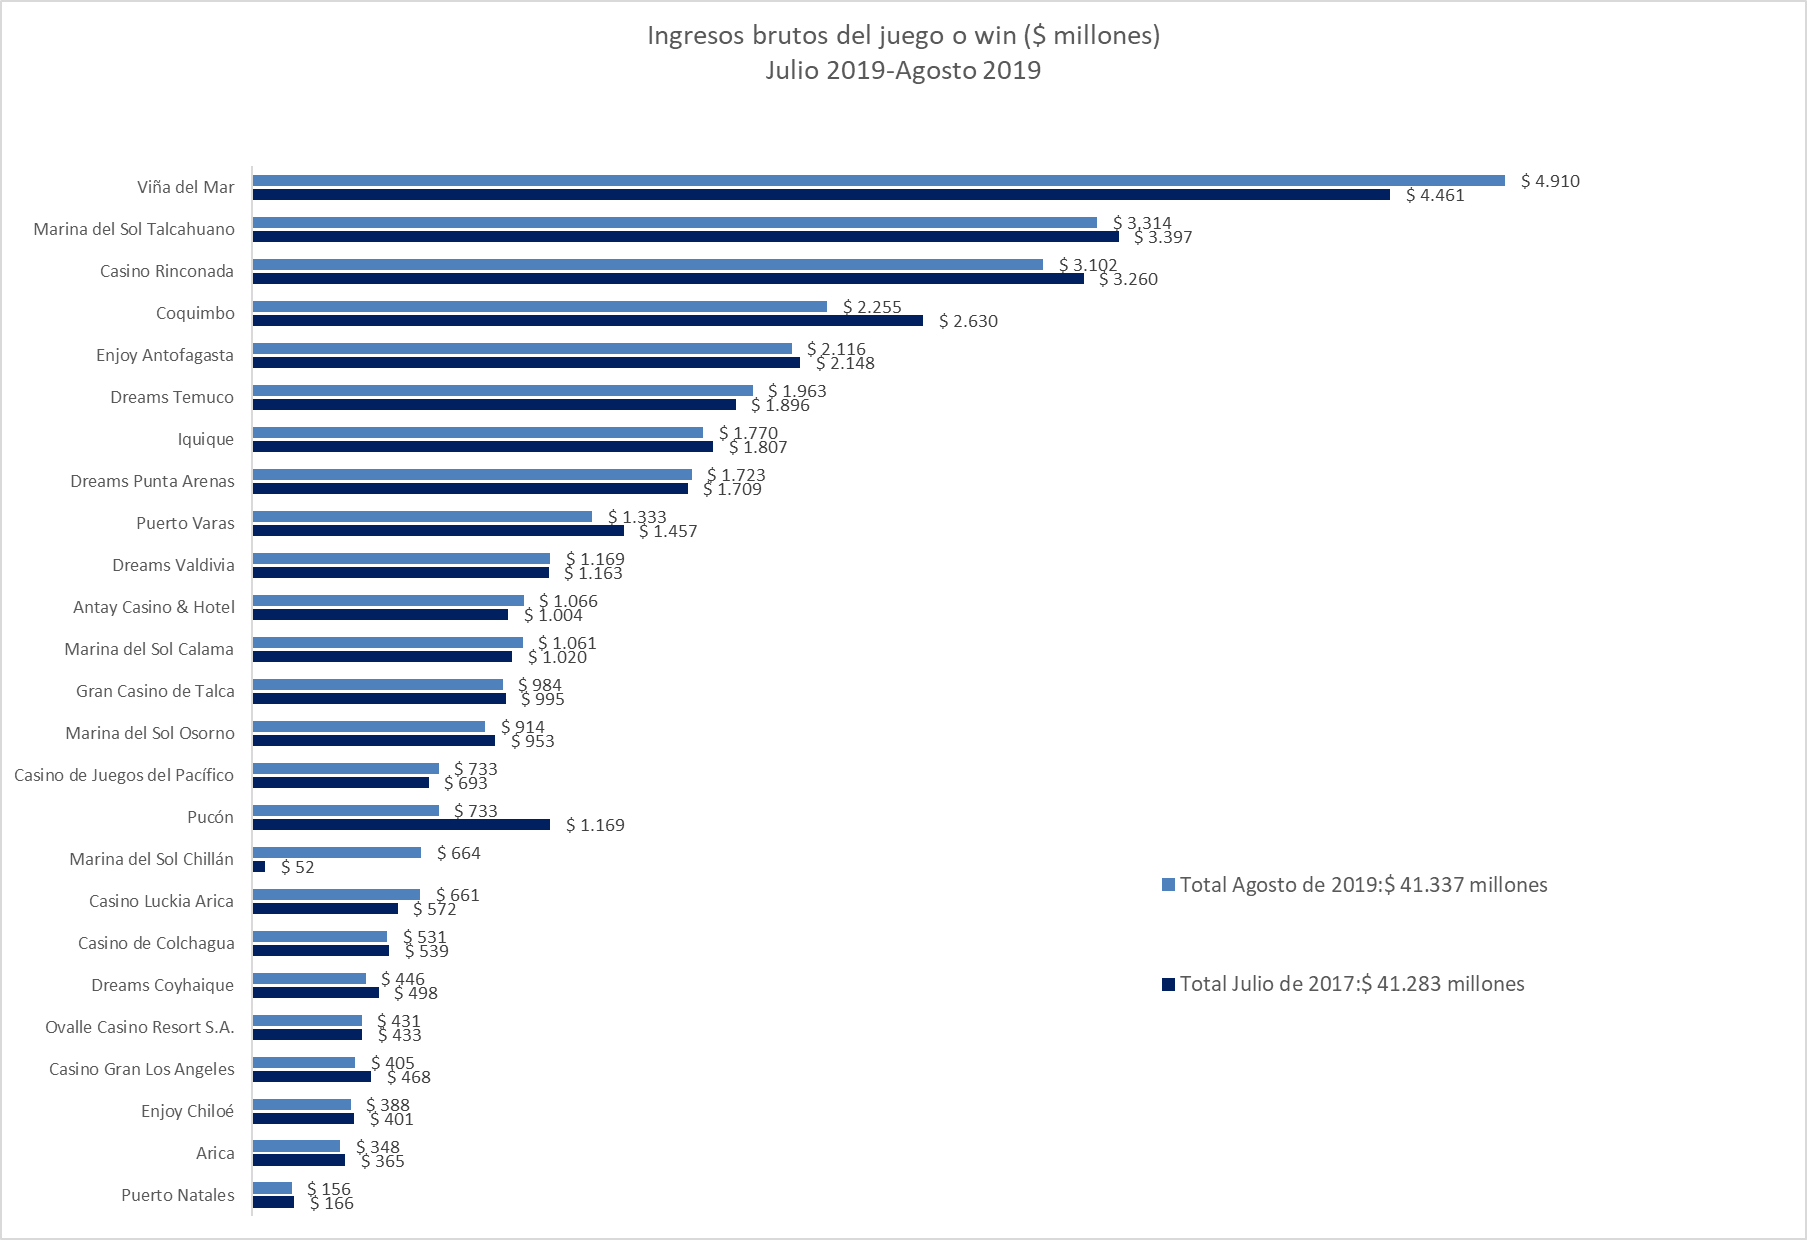 Ingresos brutos del juego o win ($ millones)
Julio 2019-Agosto 2019
Viña del Mar
$ 4.910
$ 4.461
Marina del Sol Talcahuano
$ 3.314
$ 3.397
Casino Rinconada
$ 3.102
$ 3.260
Coquimbo
$ 2.255
$ 2.630
Enjoy Antofagasta
$ 2.116
$ 2.148
Dreams Temuco
$ 1.963
$ 1.896
Iquique
$ 1.770
$ 1.807
Dreams Punta Arenas
$ 1.723
$ 1.709
Puerto Varas
$ 1.333
$ 1.457
Dreams Valdivia
$ 1.169
$ 1.163
Antay Casino & Hotel
$ 1.066
$ 1.004
Marina del Sol Calama
$ 1.061
$ 1.020
Gran Casino de Talca
$ 984
$ 995
Marina del Sol Osorno
$ 914
$ 953
Casino de Juegos del Pacífico
$ 733
$ 693
Pucón
$ 733
$ 1.169
Marina del Sol Chillán
$ 664
$ 52
Casino Luckia Arica
$ 661
$ 572
Casino de Colchagua
$ 531
$ 539
Dreams Coyhaique
$ 446
$ 498
Ovalle Casino Resort S.A.
$ 431
$ 433
Casino Gran Los Angeles
$ 405
$ 468
Enjoy Chiloé
$ 388
$ 401
Arica
$ 348
$ 365
Puerto Natales
$ 156
$ 166
Total Agosto de 2019:$ 41.337 millones
Total Julio de 2017:$ 41.283 millones